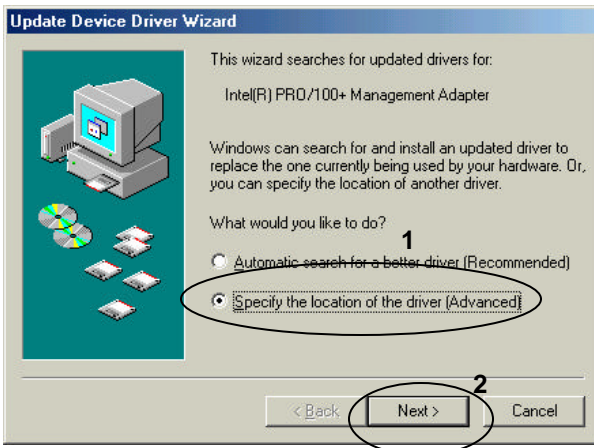 Update Device Driver Wizard
This wizard searches for updated drivers for:
Intel(R) PRO/100+ Management Adapter
Windows can search for and install an updated driver to
replace the one currently being used by your hardware. Or,
you can specify the location of another driver.
What would you like to do?
1
Automatic search for a better driver (Recommended)
Specify the location of the driver (Advanced)
2
< Back
Next >
Cancel